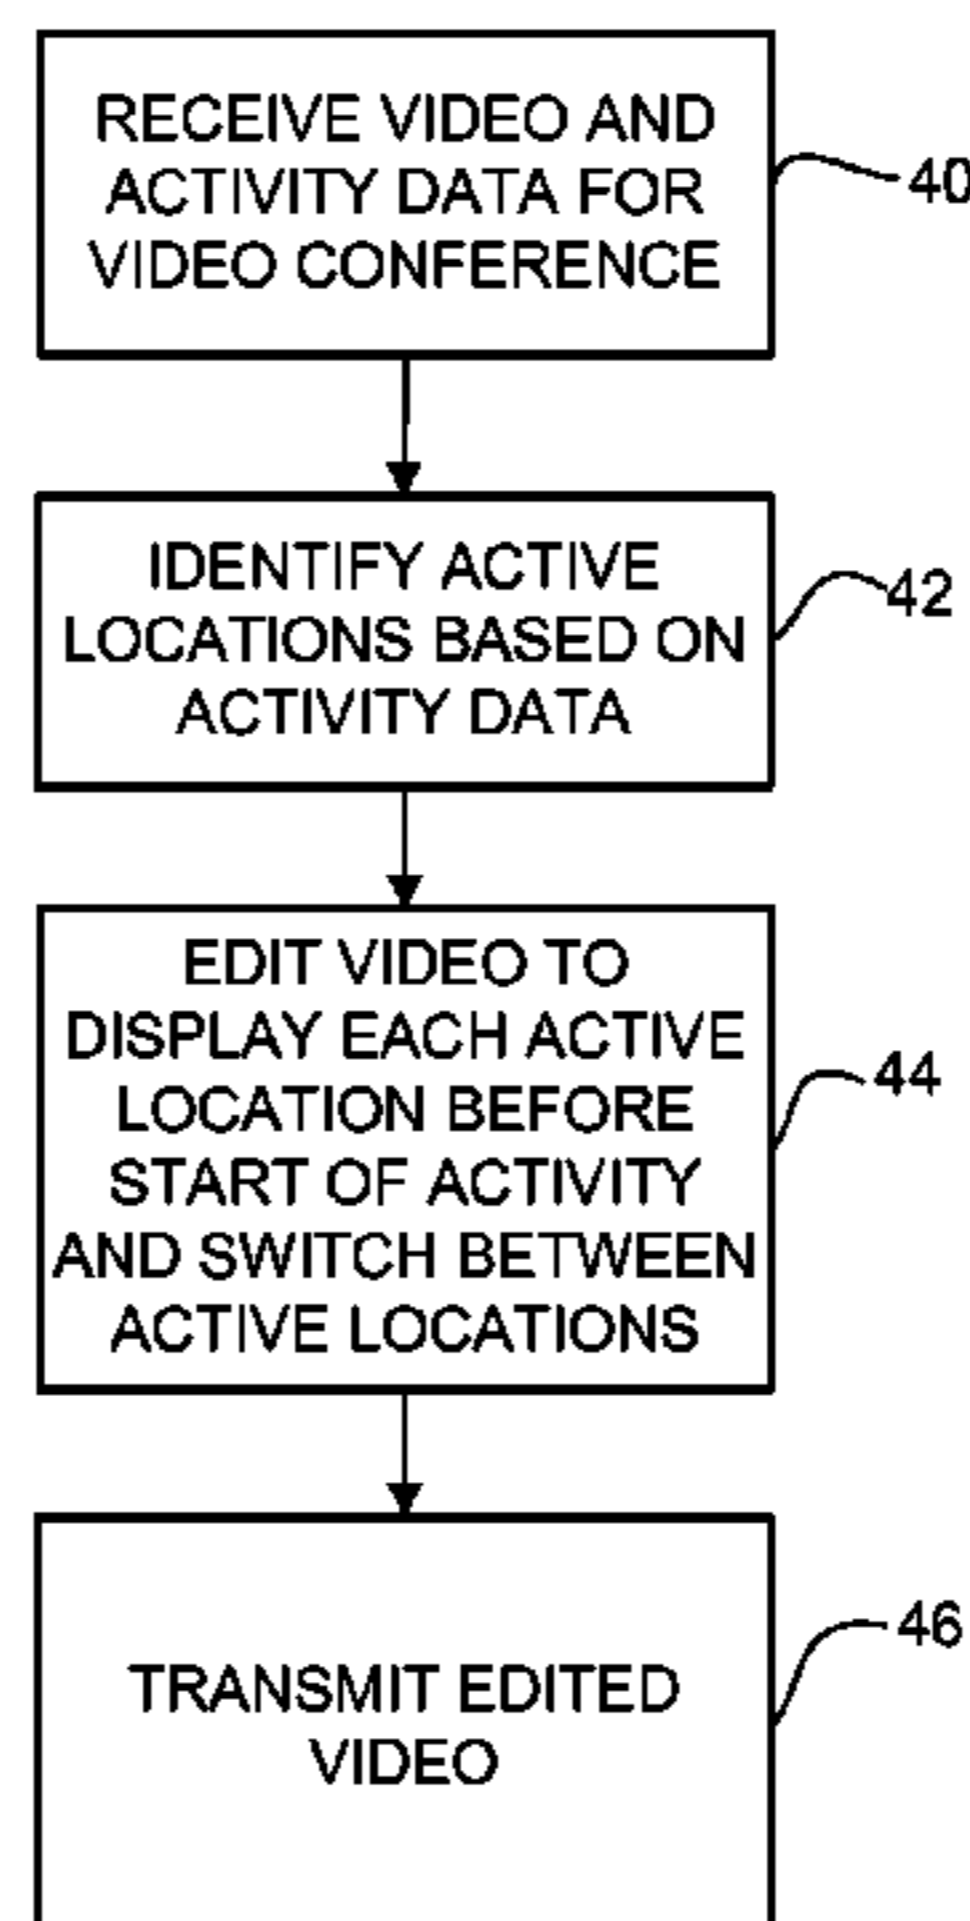 RECEIVE VIDEO AND
ACTIVITY DATA FOR
VIDEO CONFERENCE
40
IDENTIFY ACTIVE
LOCATIONS BASED ON
ACTIVITY DATA
42
EDIT VIDEO TO
DISPLAY EACH ACTIVE
LOCATION BEFORE
START OF ACTIVITY
AND SWITCH BETWEEN
ACTIVE LOCATIONS
44
TRANSMIT EDITED
VIDEO
46